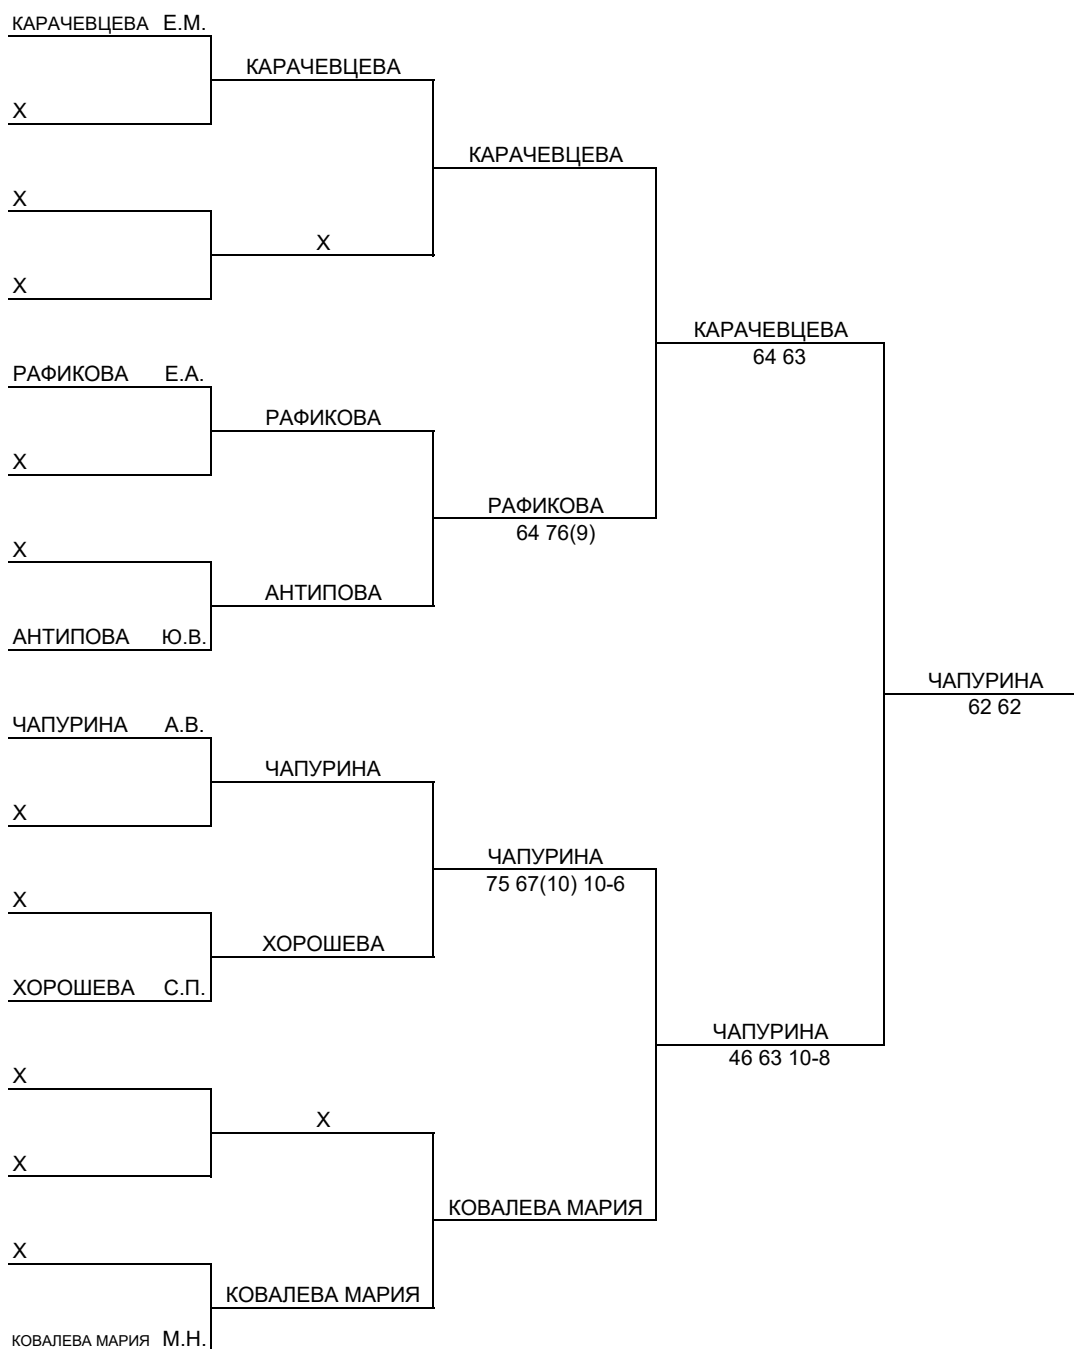 КАРАЧЕВЦЕВА Е.М.
КАРАЧЕВЦЕВА
Х
КАРАЧЕВЦЕВА
Х
Х
Х
КАРАЧЕВЦЕВА
64 63
РАФИКОВА Е.А.
РАФИКОВА
Х
РАФИКОВА
64 76(9)
Х
АНТИПОВА
АНТИПОВА Ю.В.
ЧАПУРИНА
62 62
ЧАПУРИНА А.В.
ЧАПУРИНА
Х
ЧАПУРИНА
75 67(10) 10-6
Х
ХОРОШЕВА
ХОРОШЕВА С.П.
ЧАПУРИНА
46 63 10-8
Х
Х
Х
КОВАЛЕВА МАРИЯ
Х
КОВАЛЕВА МАРИЯ
КОВАЛЕВА МАРИЯ М.Н.